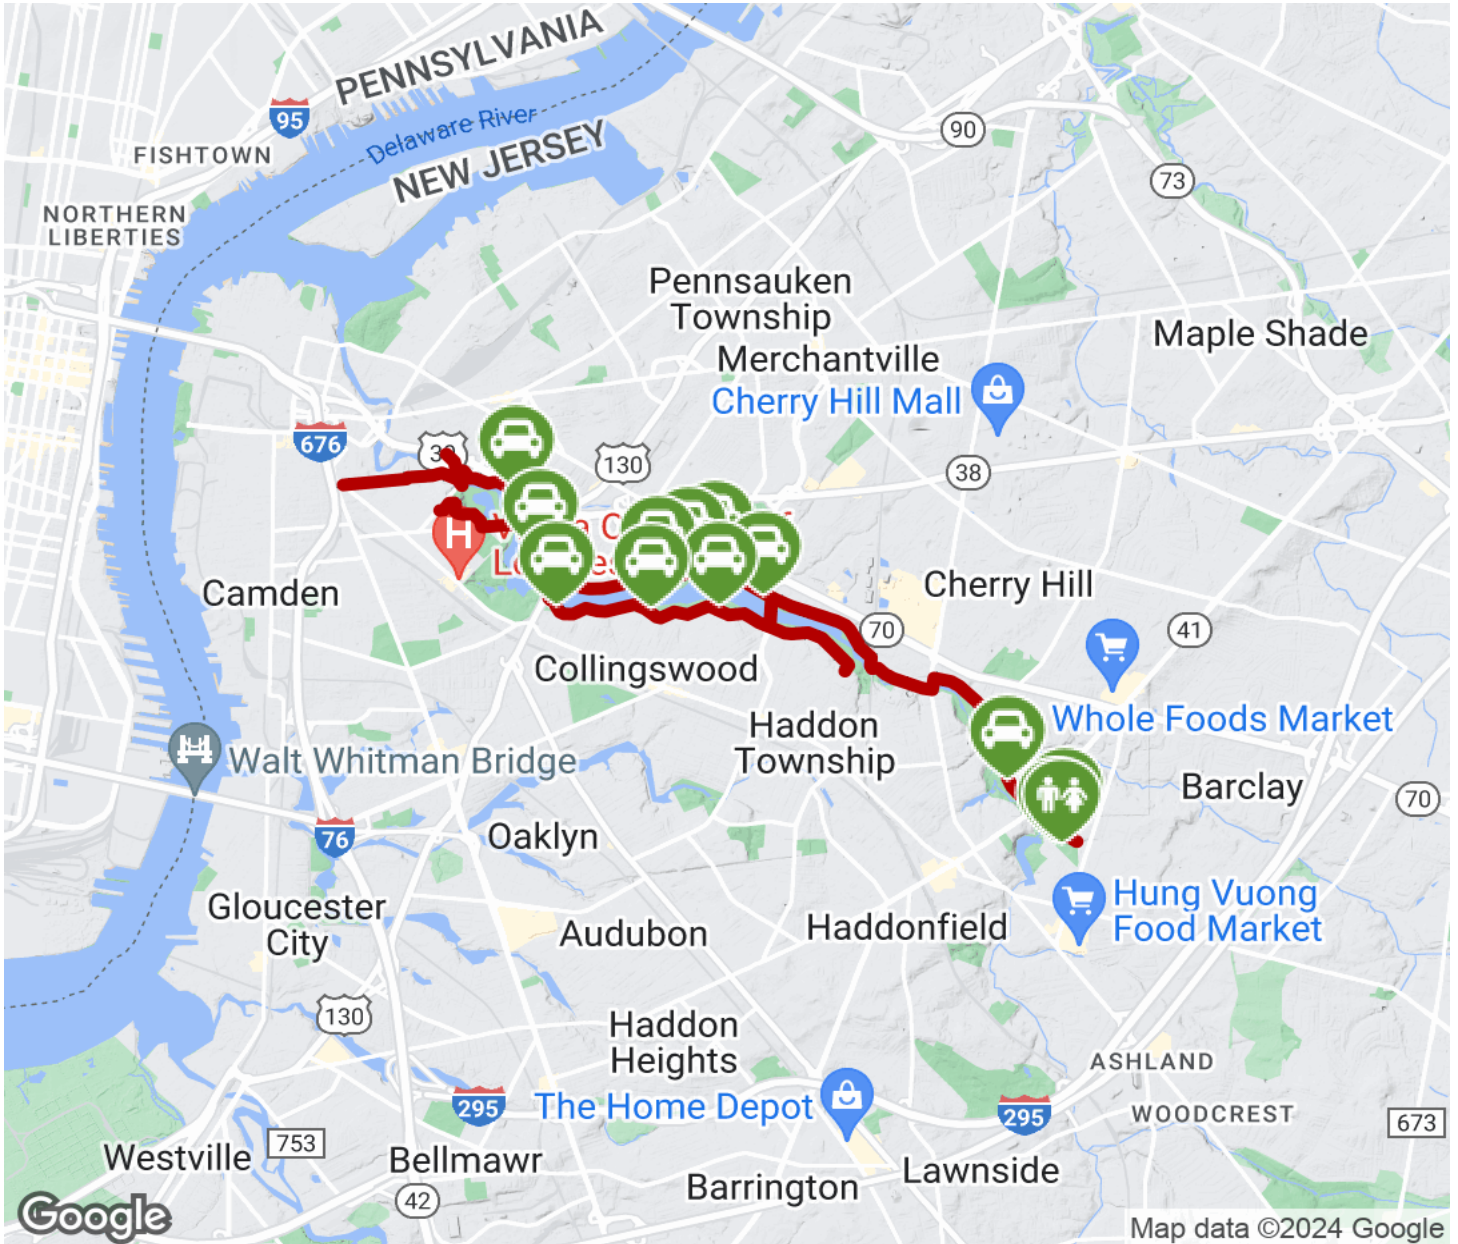 PENNSYLVANIA
95
Delaware River
90
FISHTOWN
NEW JERSEY
73
NORTHERN
LIBERTIES
Pennsauken
Township
Maple Shade
Merchantville
Cherry Hill Mall
676
130
38
H
Camden
Cherry Hill
70
41
Collingswood
Whole Foods Market
Haddon
Township
Walt Whitman Bridge
Barclay
70
76
Oaklyn
Hung Vuong
Food Market
Gloucester
City
Audubon
Haddonfield
130
Haddon
Heights
ASHLAND
295
The Home Depot
295
WOODCREST
673
753
Westville
Bellmawr
Lawnside
Barrington
42
Google
Map data ©2024 Google